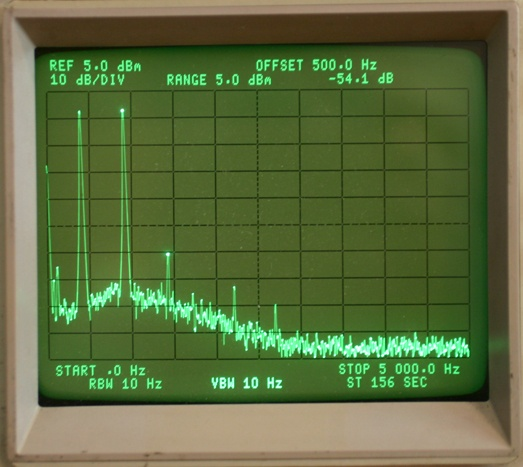 REF 5.0 dBm OFFSET 500.0 Hz
10 dB/DIV RANGE 5.0 dBm -54.1 dB
START .0 Hz STOP 5 000.0 Hz
RBW 10 Hz VBW 10 Hz ST 156 SEC